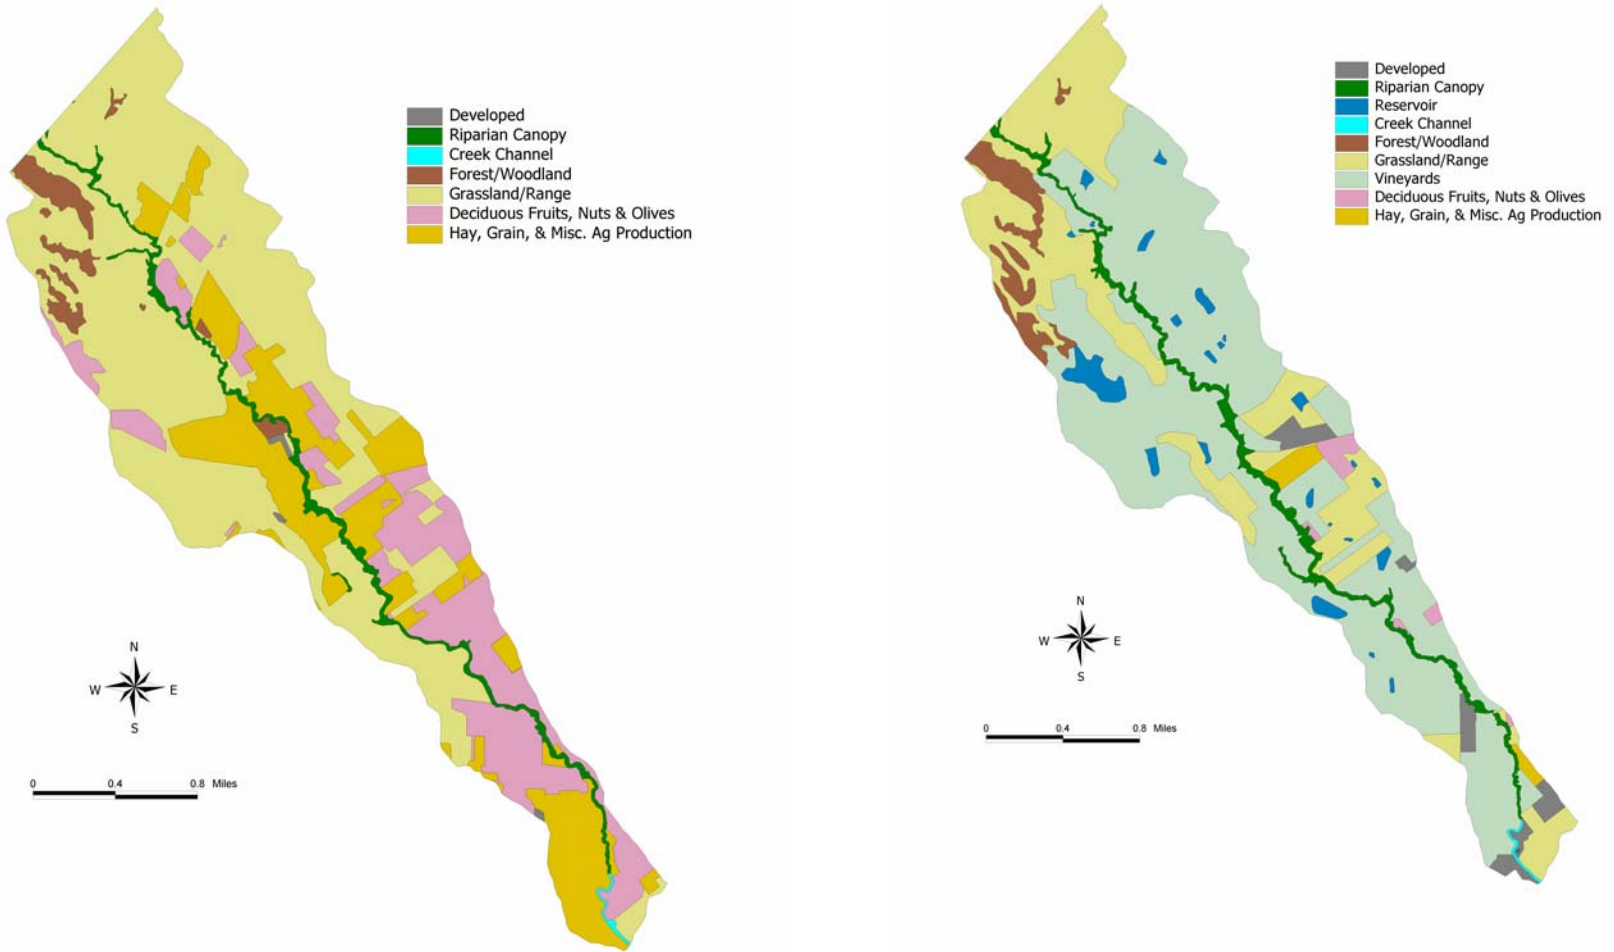 Developed
Riparian Canopy
Creek Channel
Forest/Woodland
Grassland/Range
Deciduous Fruits, Nuts & Olives
Hay, Grain, & Misc. Ag Production
N
W E
S
0 0.4 0.8 Miles
Developed
Riparian Canopy
Reservoir
Creek Channel
Forest/Woodland
Grassland/Range
Vineyards
Deciduous Fruits, Nuts & Olives
Hay, Grain, & Misc. Ag Production
N
W E
S
0 0.4 0.8 Miles